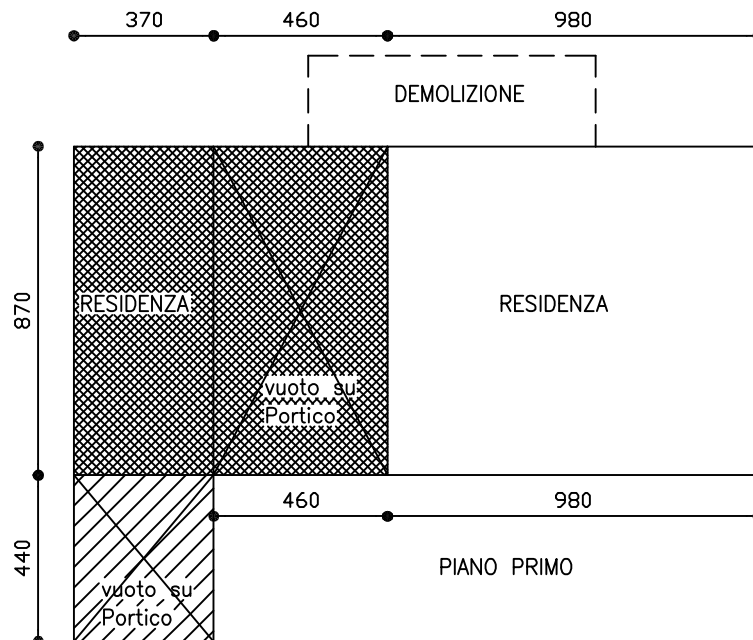 370 460 980
DEMOLIZIONE
870
RESIDENZA
RESIDENZA
vuoto su
Portico
460 980
440
PIANO PRIMO
vuoto su
Portico